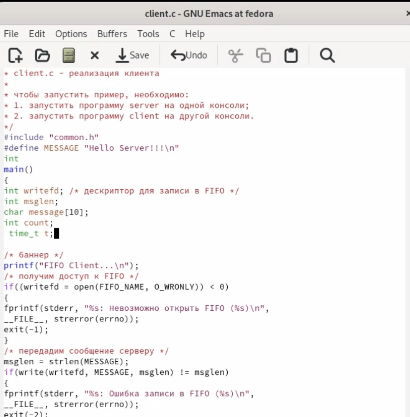 client.c - GNU Emacs at fedora
File Edit Options Buffers Tools C Help
Save Undo
* client.c - реализация клиента
*
* чтобы запустить пример, необходимо:
* 1. запустить программу server на одной консоли;
* 2. запустить программу client на другой консоли.
*/
#include "common.h"
#define MESSAGE "Hello Server!!!\n"
int
main()
{
int writefd; /* дескриптор для записи в FIFO */
int msglen;
char message[10];
int count;
time_t t;
/* баннер */
printf("FIFO Client...\n");
/* получим доступ к FIFO */
if((writefd = open(FIFO_NAME, O_WRONLY)) < 0)
{
fprintf(stderr, "%s: Невозможно открыть FIFO (%s)\n",
__FILE__, strerror(errno));
exit(-1);
}
/* передадим сообщение серверу */
msglen = strlen(MESSAGE);
if(write(writefd, MESSAGE, msglen) != msglen)
{
fprintf(stderr, "%s: Ошибка записи в FIFO (%s)\n",
__FILE__, strerror(errno));
exit(-2);